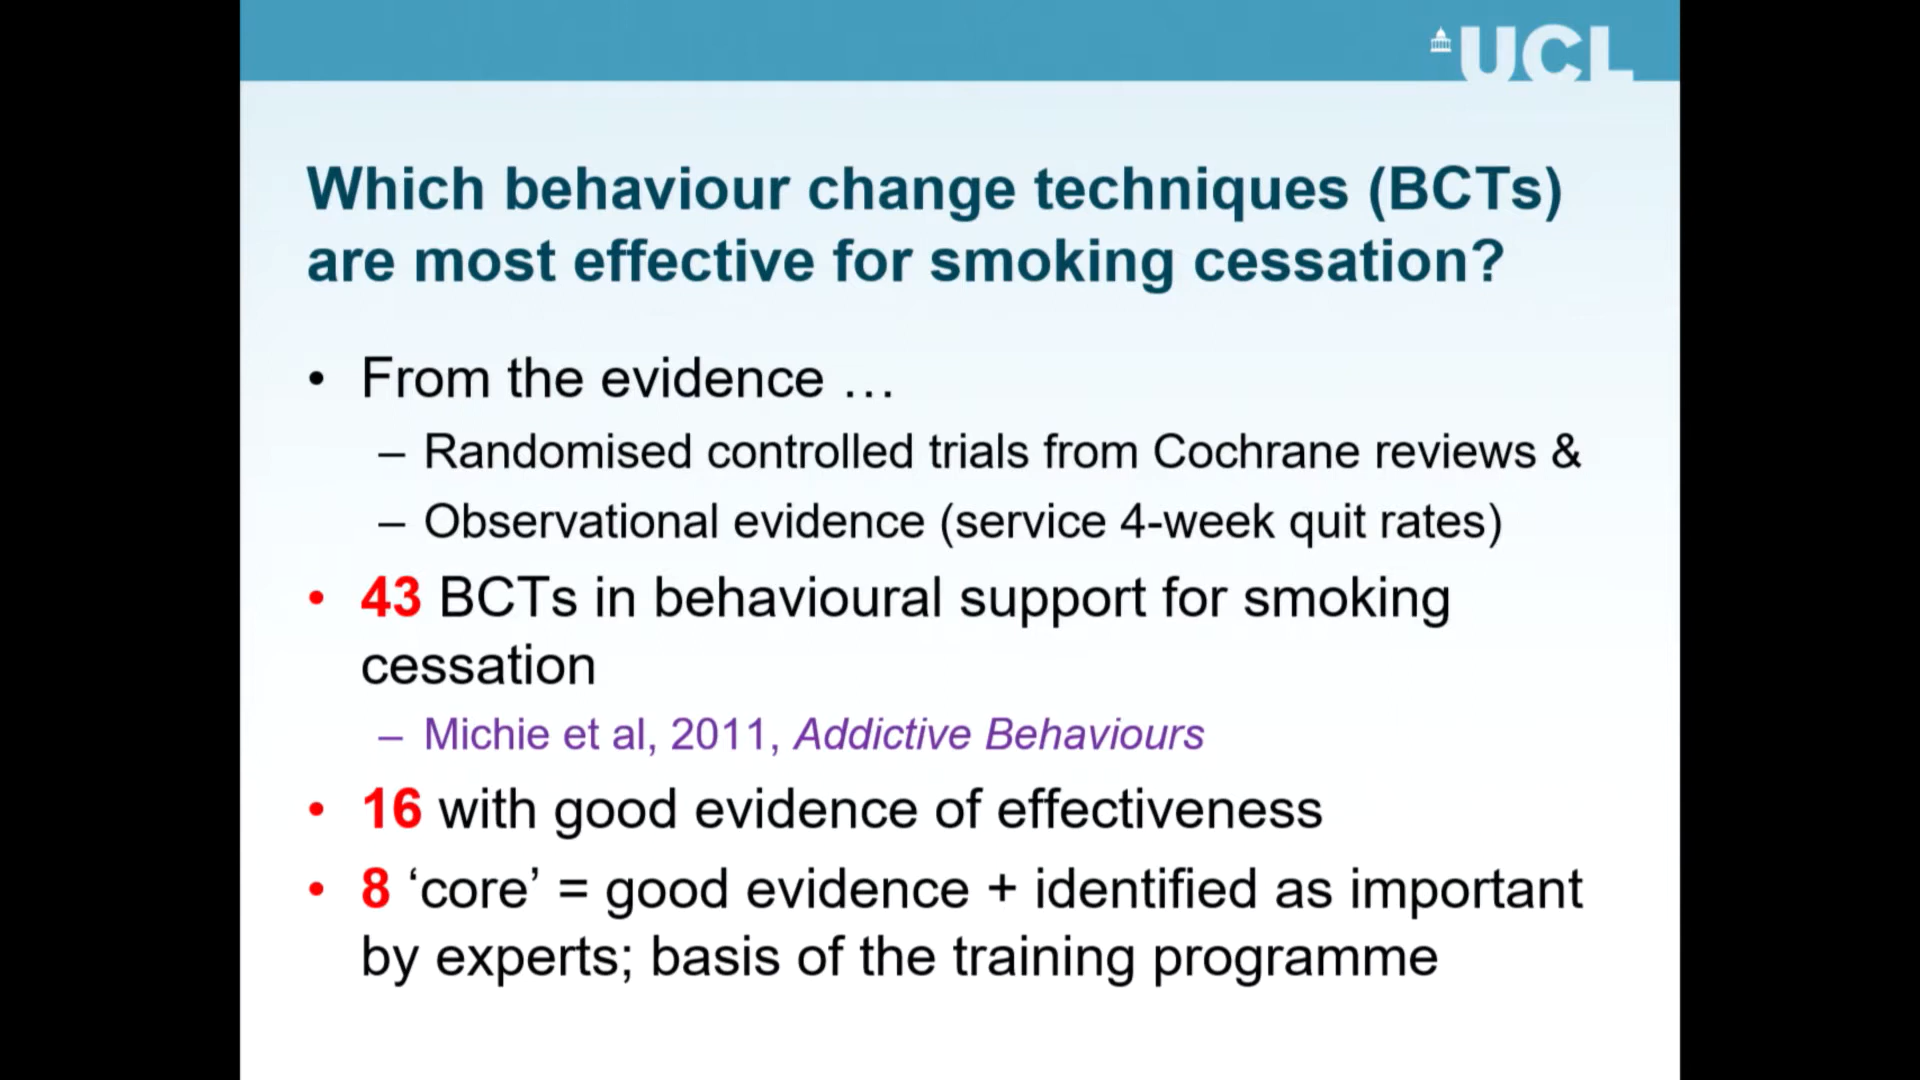 UCL
Which behaviour change techniques (BCTs)
are most effective for smoking cessation?
• From the evidence …
– Randomised controlled trials from Cochrane reviews &
– Observational evidence (service 4-week quit rates)
• 43 BCTs in behavioural support for smoking
cessation
– Michie et al, 2011, Addictive Behaviours
• 16 with good evidence of effectiveness
• 8 ‘core’ = good evidence + identified as important
by experts; basis of the training programme